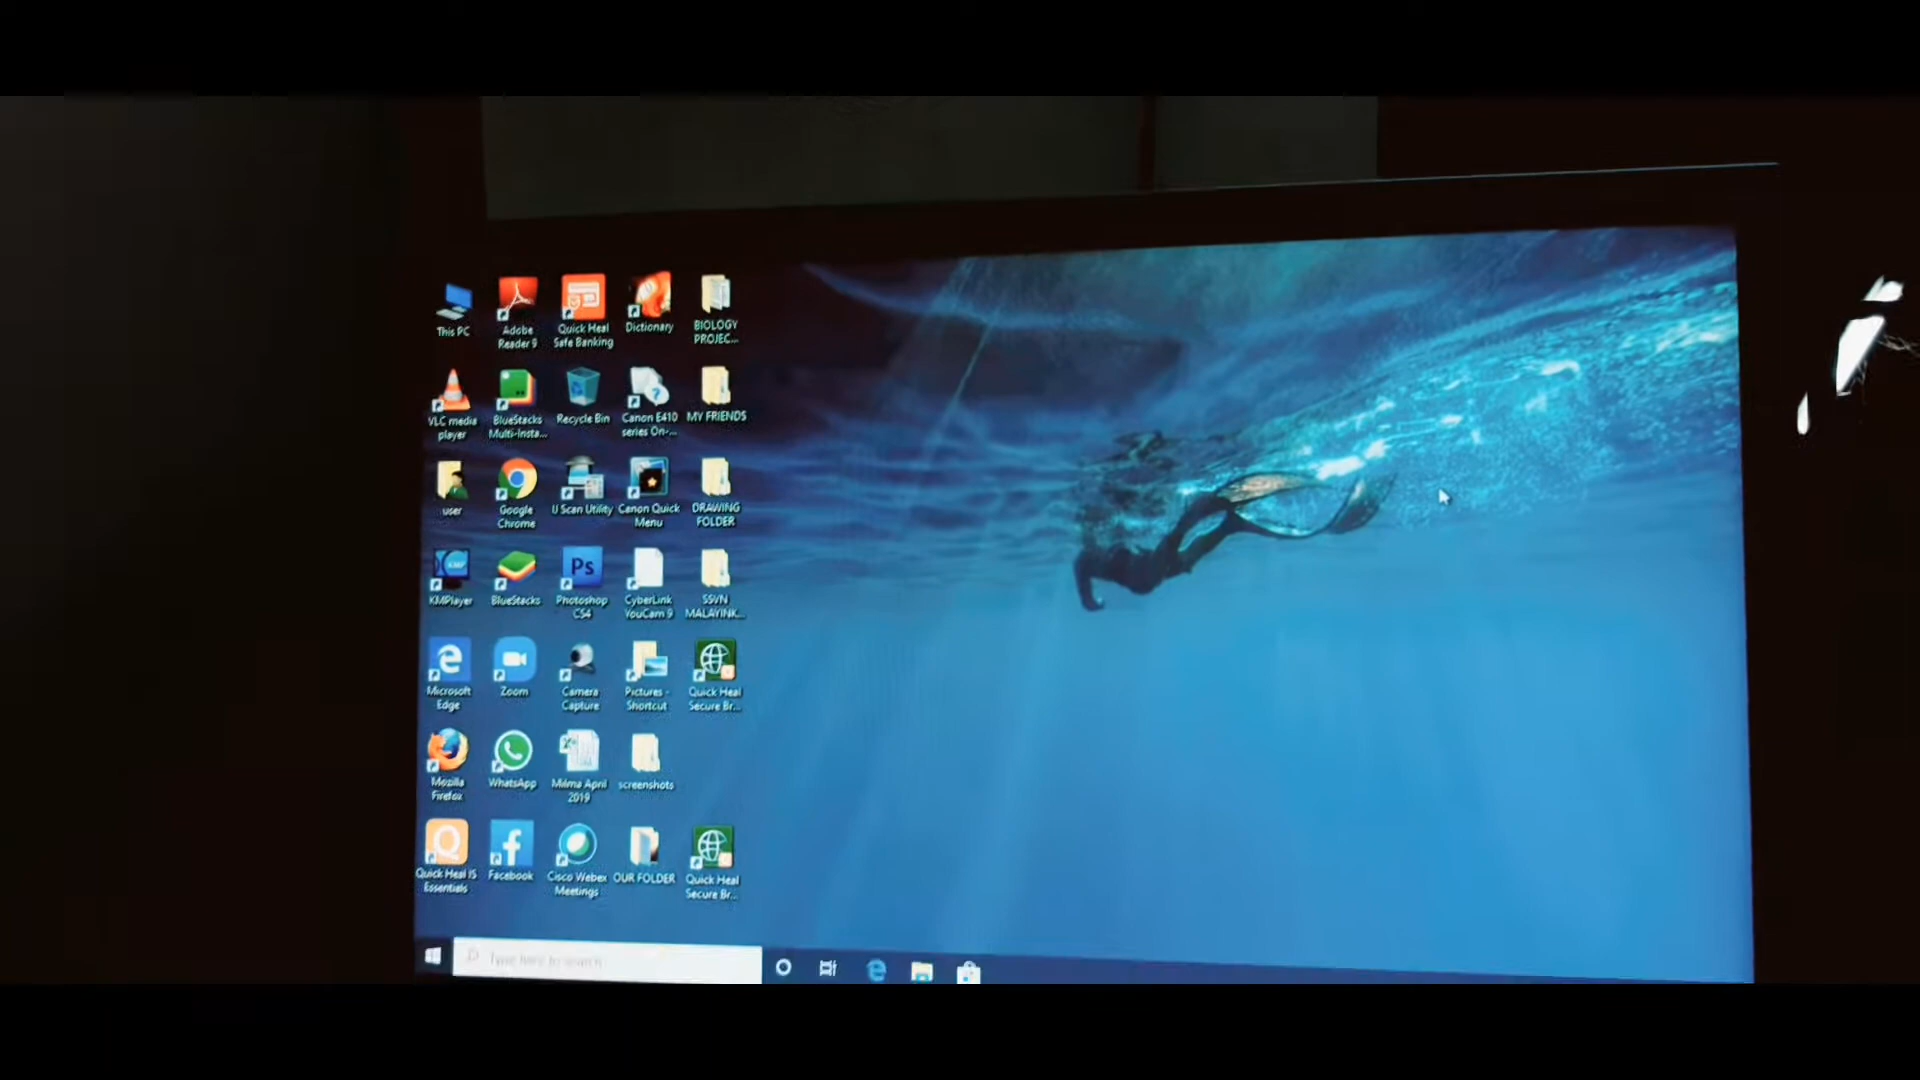 This PC
Adobe
Reader 9
Quick Heal
Safe Banking
Dictionary
BIOLOGY
PROJEC...
VLC media
player
BlueStacks
Multi-Insta...
Recycle Bin
Canon E410
series On-...
MY FRIENDS
user
Google
Chrome
U Scan Utility
Canon Quick
Menu
DRAWING
FOLDER
KMPlayer
BlueStacks
Ps
Photoshop
CS4
CyberLink
YouCam 9
SSVN
MALAYINK...
Microsoft
Edge
Zoom
Camera
Capture
Pictures -
Shortcut
Quick Heal
Secure Br...
Mozilla
Firefox
WhatsApp
Milma April
2019
screenshots
Quick Heal IS
Essentials
Facebook
Cisco Webex
Meetings
OUR FOLDER
Quick Heal
Secure Br...
Type here to search